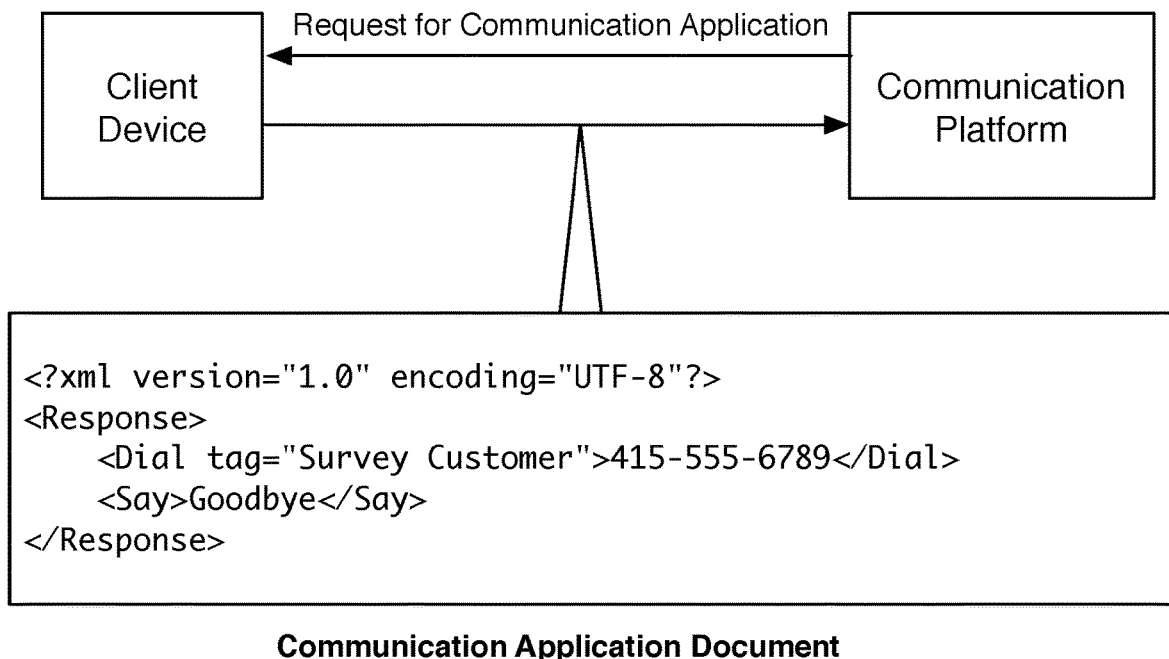 Request for Communication Application
Client
Device
Communication
Platform
<?xml version="1.0" encoding="UTF-8"?>
<Response>
    <Dial tag="Survey Customer">415-555-6789</Dial>
    <Say>Goodbye</Say>
</Response>
Communication Application Document